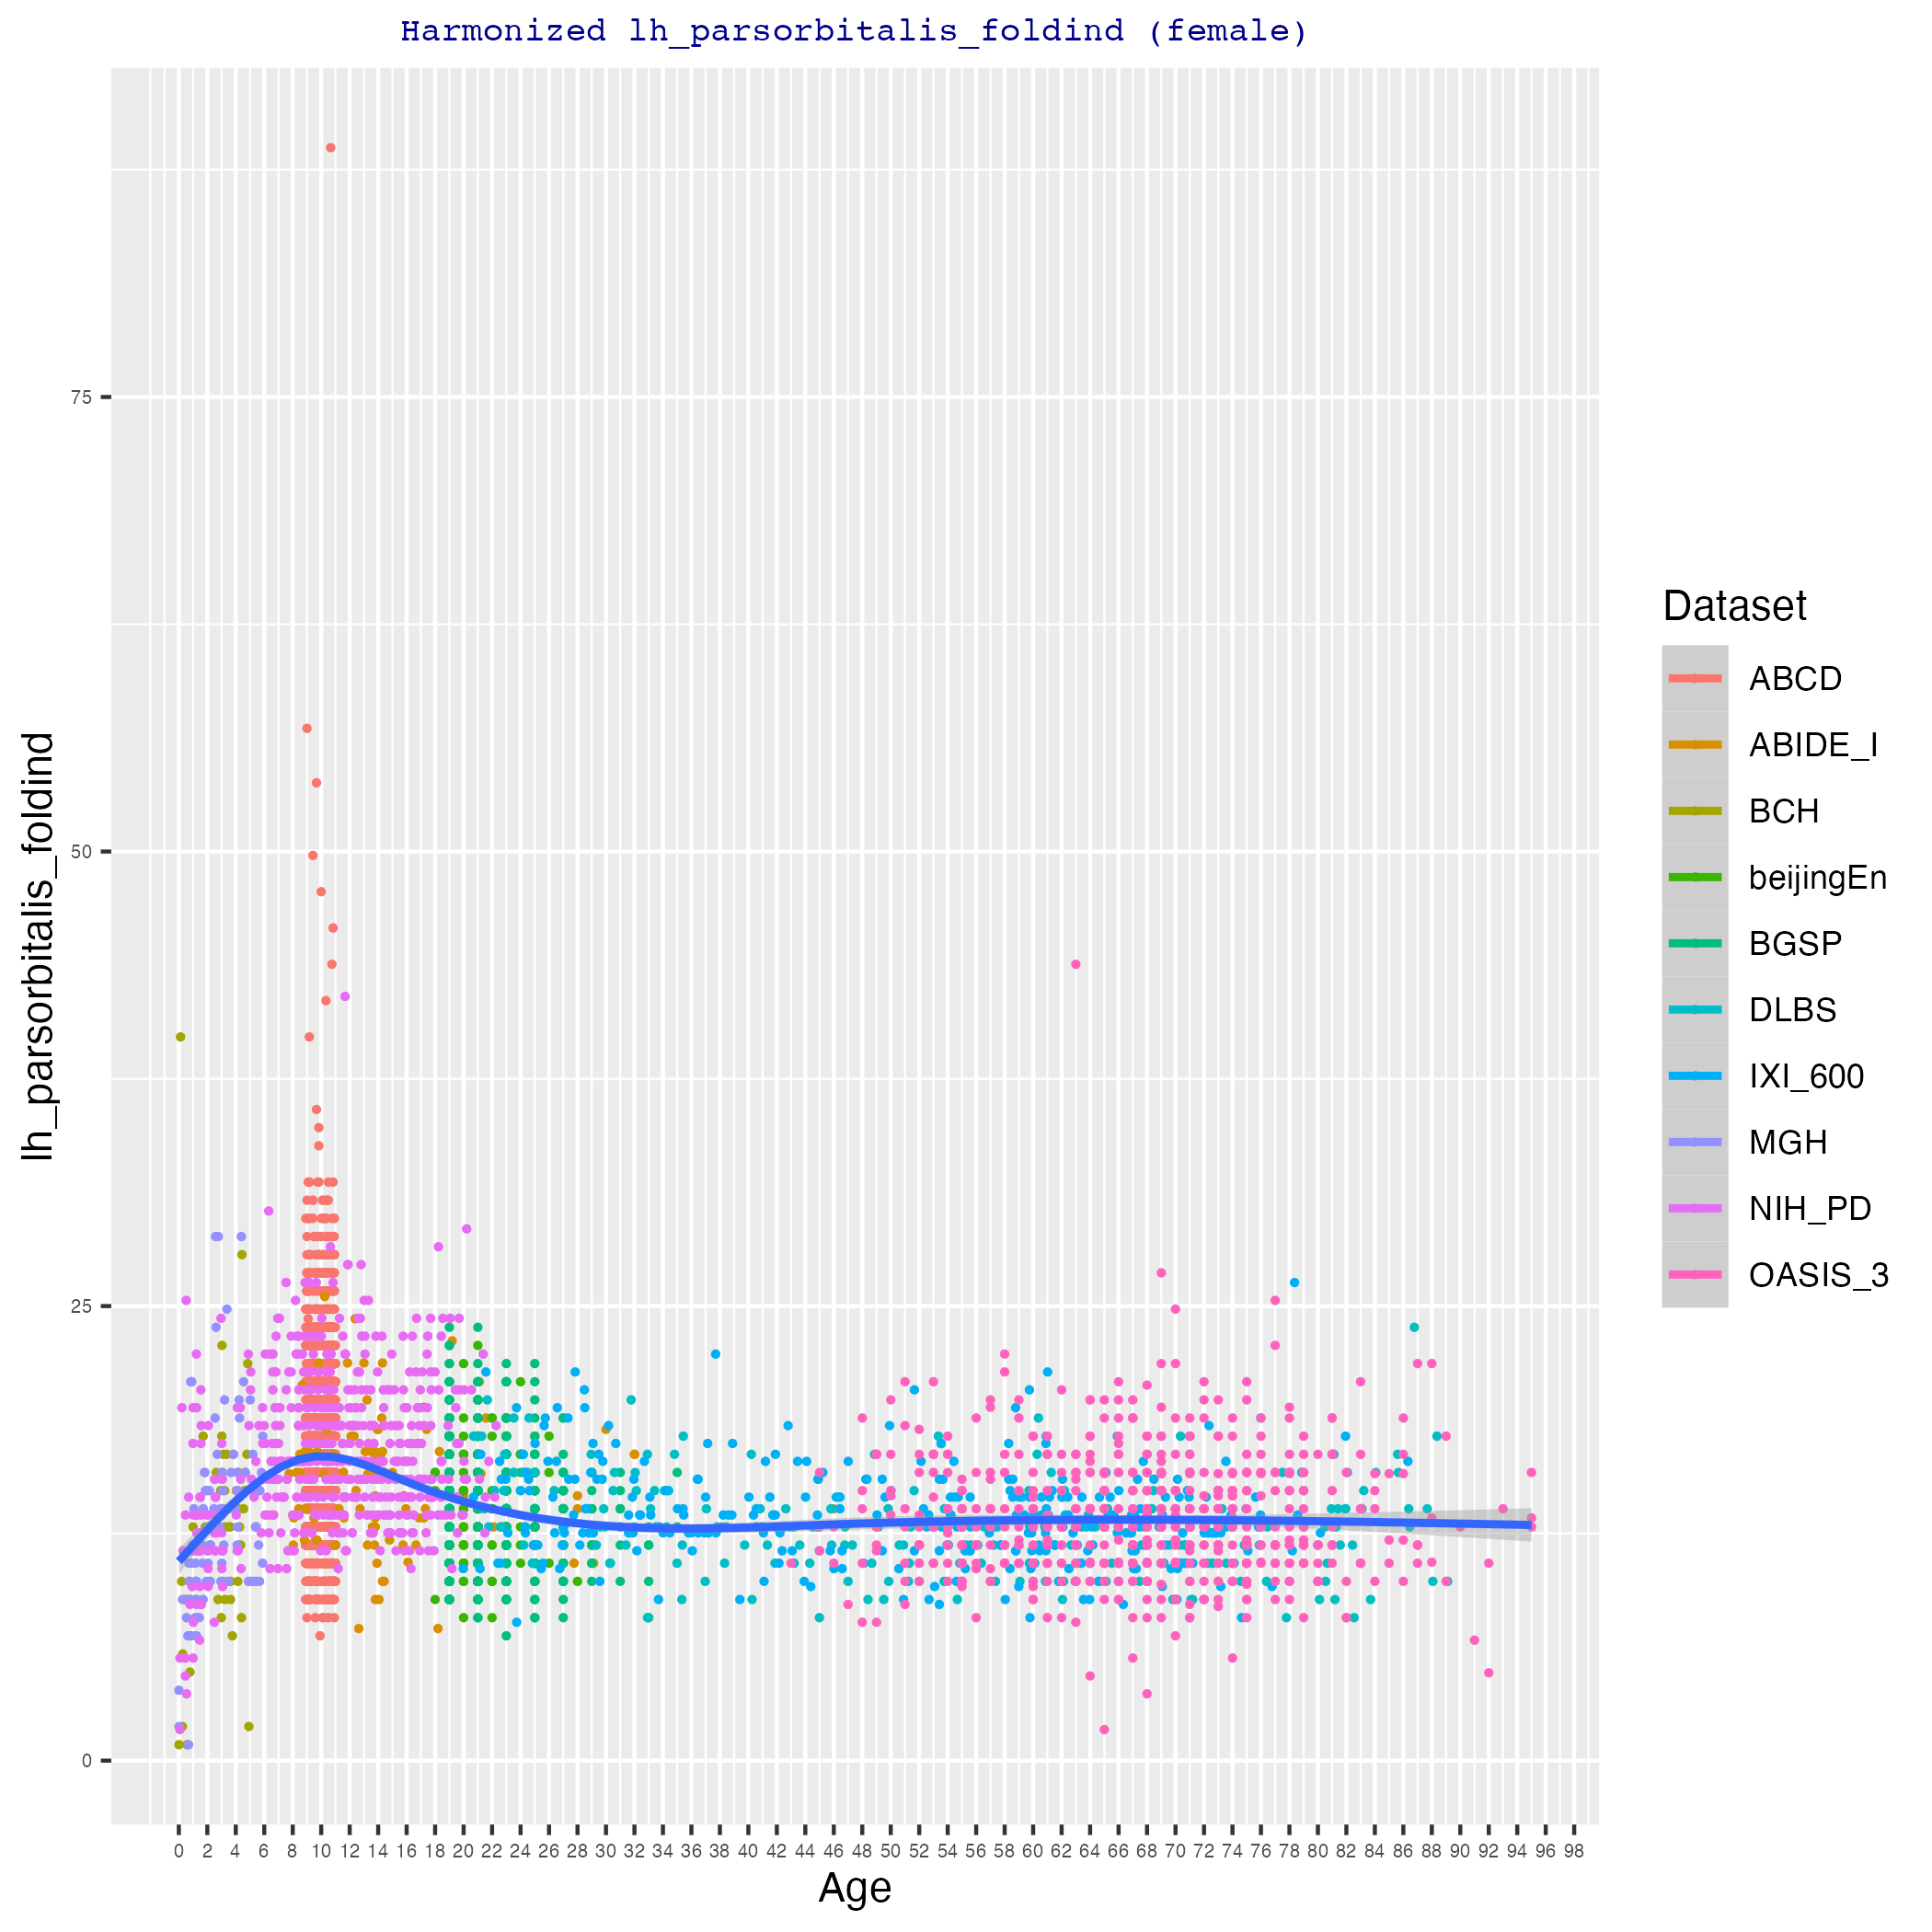 Harmonized lh_parsorbitalis_foldind (female)
lh_parsorbitalis_foldind
75
50
25
0
0 2 4 6 8 10 12 14 16 18 20 22 24 26 28 30 32 34 36 38 40 42 44 46 48 50 52 54 56 58 60 62 64 66 68 70 72 74 76 78 80 82 84 86 88 90 92 94 96 98
Age
Dataset
ABCD
ABIDE_I
BCH
beijingEn
BGSP
DLBS
IXI_600
MGH
NIH_PD
OASIS_3